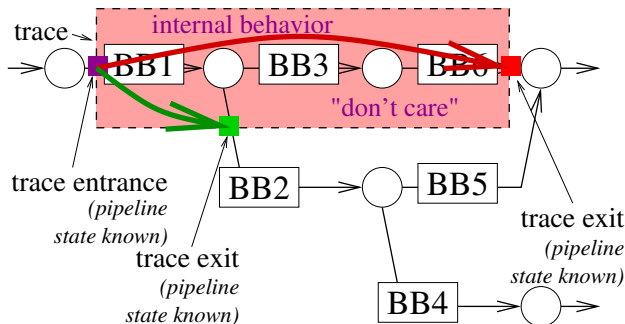 internal behavior
trace
BB1
BB3
BB6
"don't care"
trace entrance
(pipeline
state known)
BB2
BB5
trace exit
(pipeline
state known)
trace exit
(pipeline
state known)
BB4